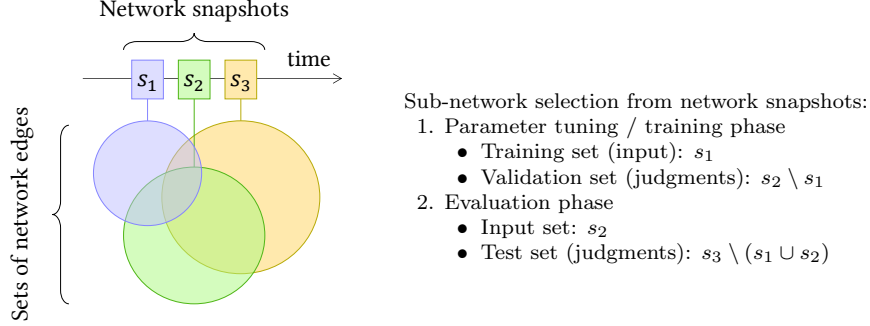 Network snapshots
time
s₁ s₂ s₃
Sets of network edges
Sub-network selection from network snapshots:
1. Parameter tuning / training phase
• Training set (input): s₁
• Validation set (judgments): s₂ \ s₁
2. Evaluation phase
• Input set: s₂
• Test set (judgments): s₃ \ (s₁ ∪ s₂)